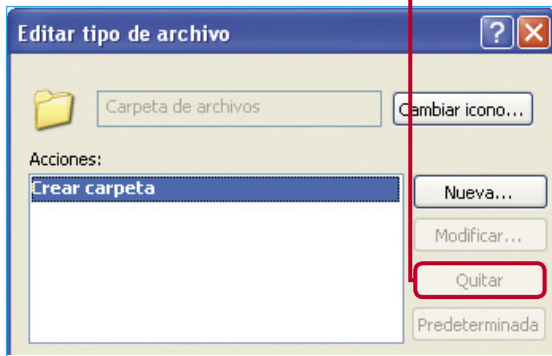 Editar tipo de archivo
Carpeta de archivos
Cambiar icono...
Acciones:
Crear carpeta
Nueva...
Modificar...
Quitar
Predeterminada